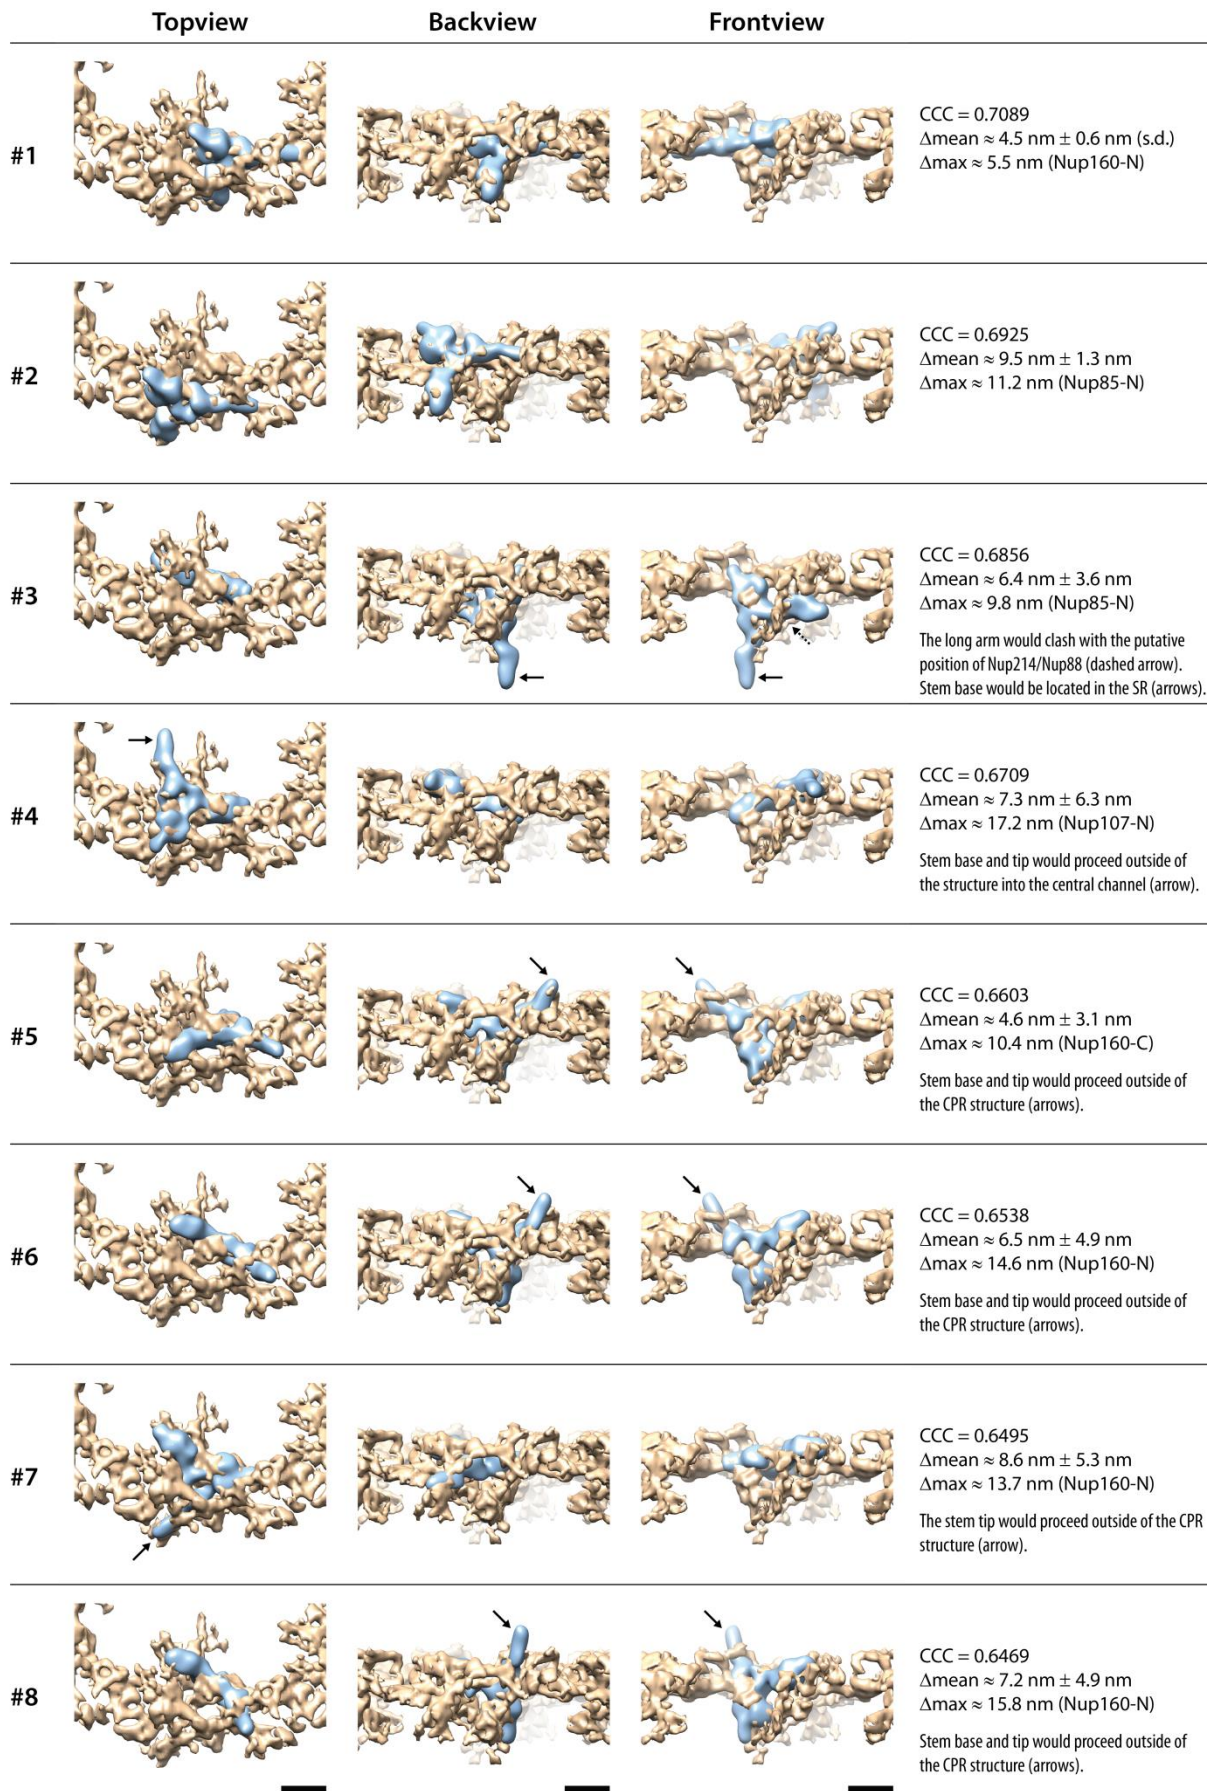 Topview Backview Frontview
#1
CCC = 0.7089
Δmean ≈ 4.5 nm ± 0.6 nm (s.d.)
Δmax ≈ 5.5 nm (Nup160-N)
#2
CCC = 0.6925
Δmean ≈ 9.5 nm ± 1.3 nm
Δmax ≈ 11.2 nm (Nup85-N)
#3
CCC = 0.6856
Δmean ≈ 6.4 nm ± 3.6 nm
Δmax ≈ 9.8 nm (Nup85-N)
The long arm would clash with the putative
position of Nup214/Nup88 (dashed arrow).
Stem base would be located in the SR (arrows).
#4
CCC = 0.6709
Δmean ≈ 7.3 nm ± 6.3 nm
Δmax ≈ 17.2 nm (Nup107-N)
Stem base and tip would proceed outside of
the structure into the central channel (arrow).
#5
CCC = 0.6603
Δmean ≈ 4.6 nm ± 3.1 nm
Δmax ≈ 10.4 nm (Nup160-C)
Stem base and tip would proceed outside of
the CPR structure (arrows).
#6
CCC = 0.6538
Δmean ≈ 6.5 nm ± 4.9 nm
Δmax ≈ 14.6 nm (Nup160-N)
Stem base and tip would proceed outside of
the CPR structure (arrows).
#7
CCC = 0.6495
Δmean ≈ 8.6 nm ± 5.3 nm
Δmax ≈ 13.7 nm (Nup160-N)
The stem tip would proceed outside of the CPR
structure (arrow).
#8
CCC = 0.6469
Δmean ≈ 7.2 nm ± 4.9 nm
Δmax ≈ 15.8 nm (Nup160-N)
Stem base and tip would proceed outside of
the CPR structure (arrows).